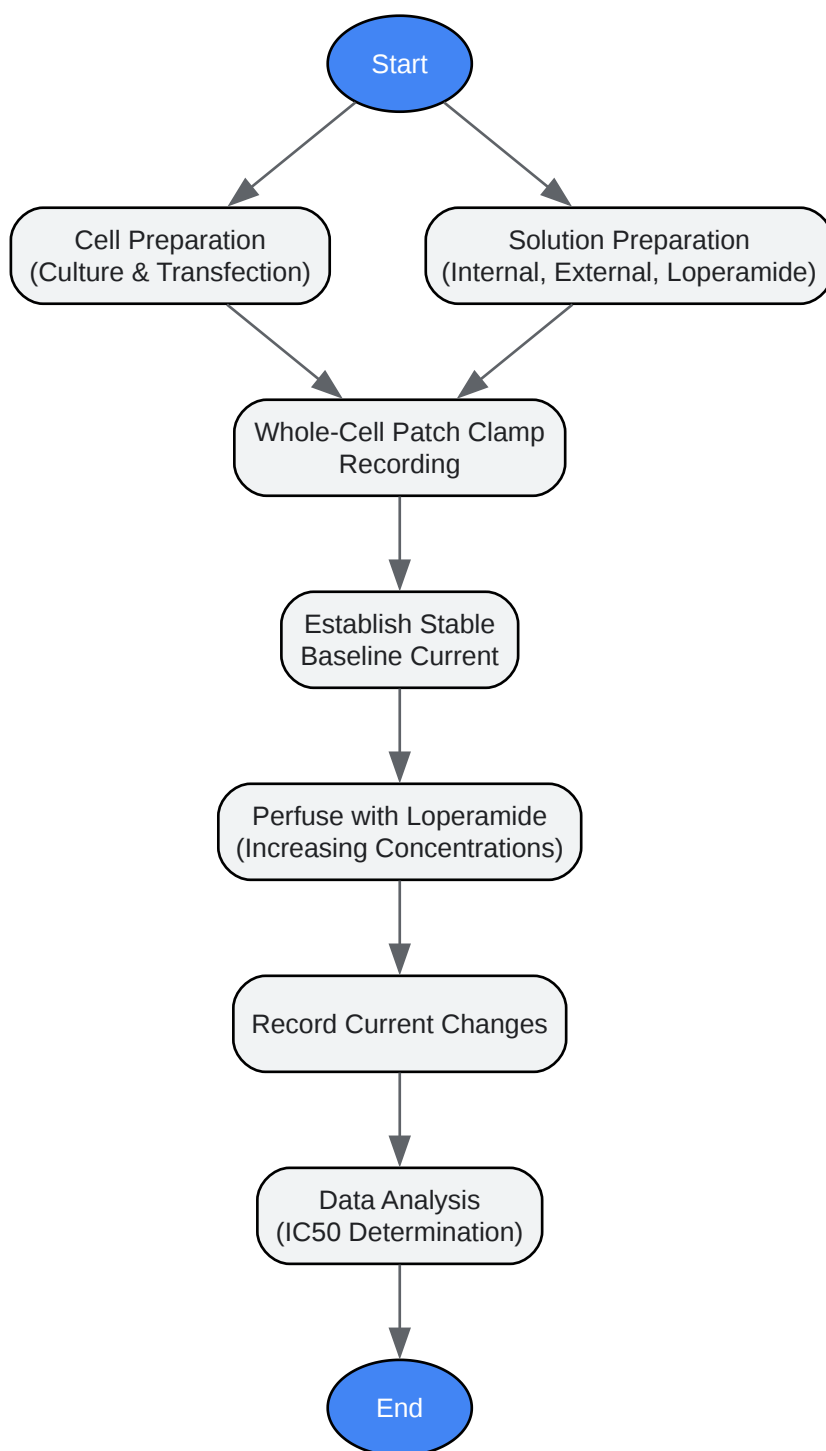 Start
Cell Preparation
(Culture & Transfection)
Solution Preparation
(Internal, External, Loperamide)
Whole-Cell Patch Clamp
Recording
Establish Stable
Baseline Current
Perfuse with Loperamide
(Increasing Concentrations)
Record Current Changes
Data Analysis
(IC50 Determination)
End